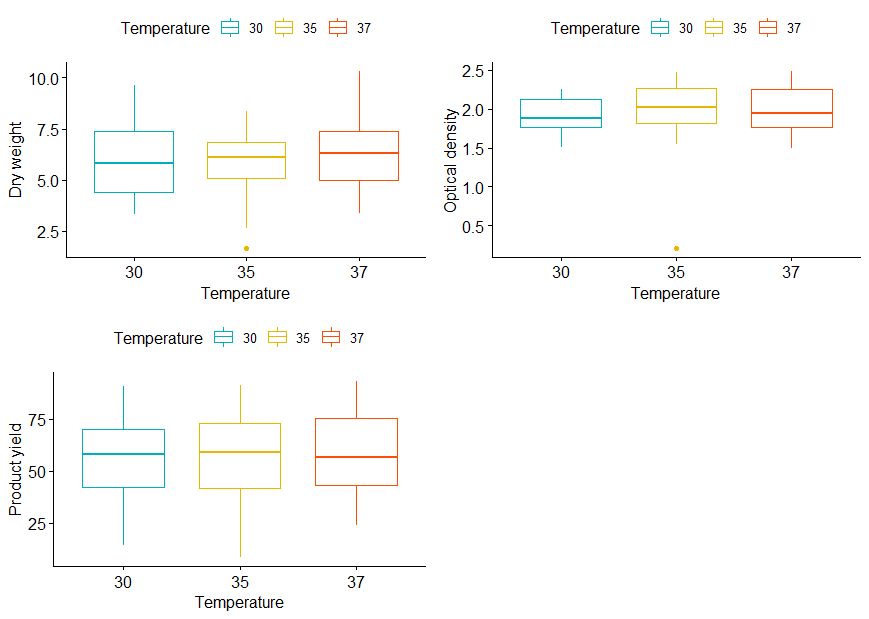 Temperature 30 35 37
Dry weight
10.0
7.5
5.0
2.5
30 35 37
Temperature
Temperature 30 35 37
Optical density
2.5
2.0
1.5
1.0
0.5
30 35 37
Temperature
Temperature 30 35 37
Product yield
75
50
25
30 35 37
Temperature